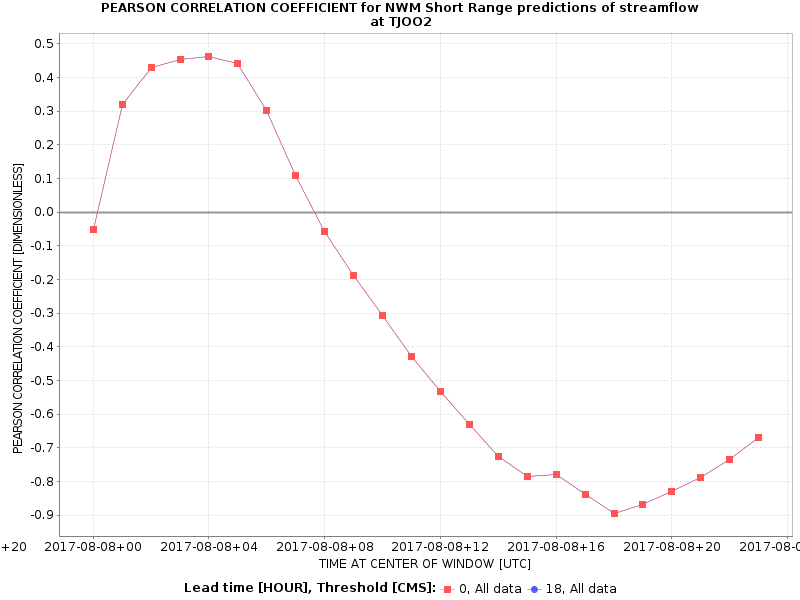 PEARSON CORRELATION COEFFICIENT for NWM Short Range predictions of streamflow
at TJOO2
PEARSON CORRELATION COEFFICIENT [DIMENSIONLESS]
0.5
0.4
0.3
0.2
0.1
0.0
-0.1
-0.2
-0.3
-0.4
-0.5
-0.6
-0.7
-0.8
-0.9
+20 2017-08-08+00 2017-08-08+04 2017-08-08+08 2017-08-08+12 2017-08-08+16 2017-08-08+20 2017-08-0
TIME AT CENTER OF WINDOW [UTC]
Lead time [HOUR], Threshold [CMS]: 0, All data 18, All data